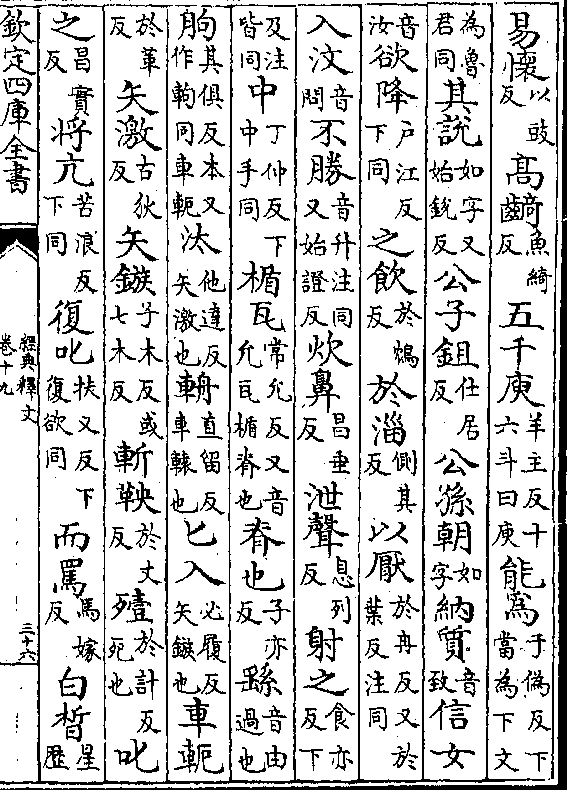 易懷以豉反高齮魚綺反五千庾羊主反十六斗曰庾能爲于僞反下當為下文
為魯君同其說如字又始銳反公子鉏仕居反公孫朝如字納質音致信女
音汝欲降戶江反下同之飲於鴆反於淄側其反以厭於冉反又於葉反注同
入汶音問不勝音升注同又始證反炊鼻昌垂反泄聲息列反射之食亦反下
及注皆同中丁仲反下中手同楯瓦常允反又音允瓦楯脊也脊也子亦反繇音由過也
朐其俱反本又作軥同車軛汰他達反矢激也輈直留反車轅也匕入必履反矢鏃也車軛
於革反矢激古狄反矢鏃子木反或七木反斬鞅於丈反殪於計反死也叱
之昌實反将亢苦浪反下同復叱扶又反下復欲同而罵馬嫁反白皙星歴
欽定四庫全書
經典釋文
卷十九
三十六